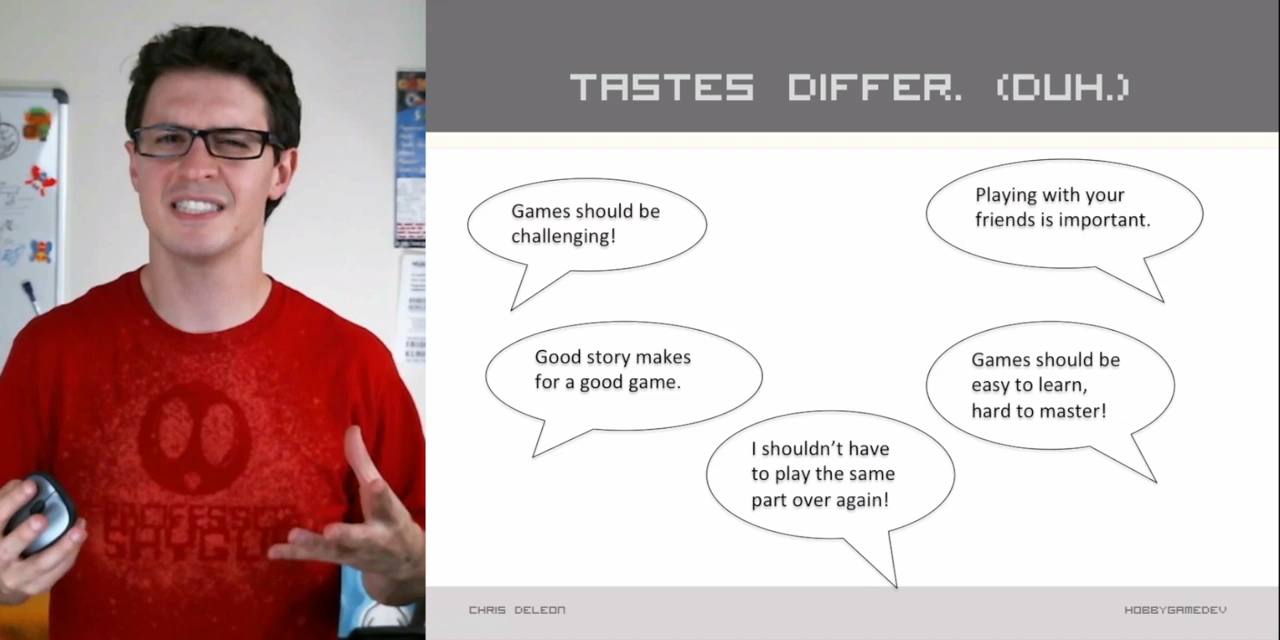 TASTES DIFFER. (DUH.)
Games should be
challenging!
Playing with your
friends is important.
Good story makes
for a good game.
Games should be
easy to learn,
hard to master!
I shouldn't have
to play the same
part over again!
PROFESSOR
SHYGUY
CHRIS DELEON
HOBBYGAMEDEV